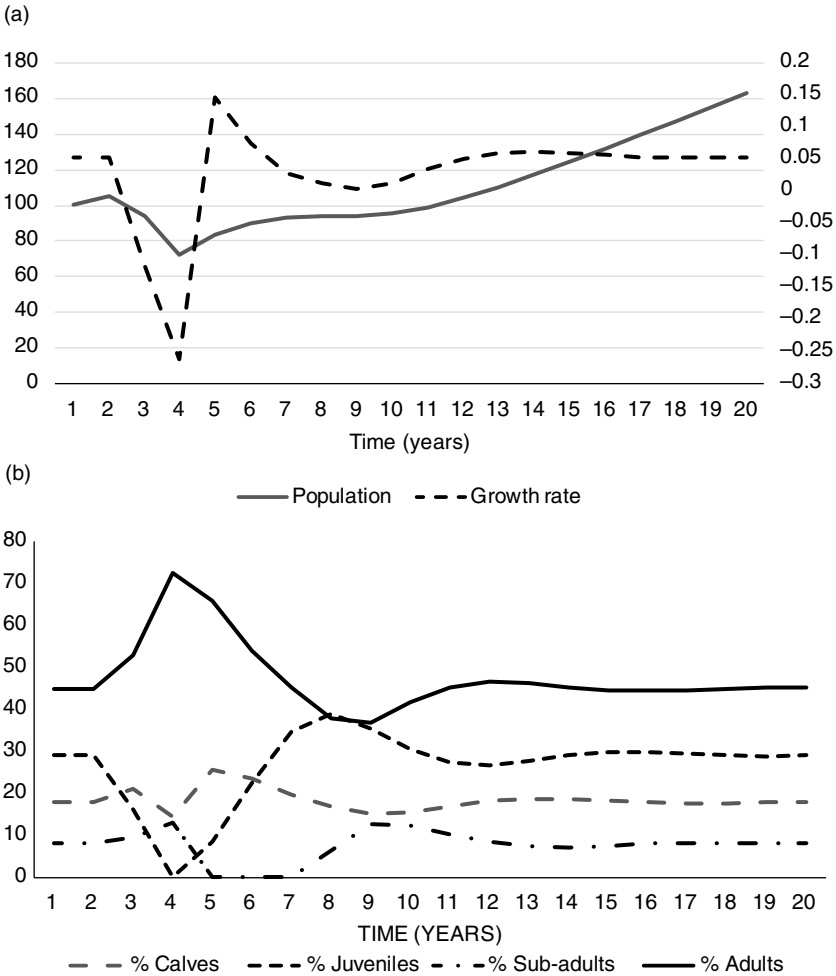 (a)
180 0.2
160 0.15
140 0.1
120 0.05
100 0
80 –0.05
60 –0.1
40 –0.15
20 –0.2
0 –0.25
–0.3
1 2 3 4 5 6 7 8 9 10 11 12 13 14 15 16 17 18 19 20
Time (years)
(b)
Population Growth rate
80
70
60
50
40
30
20
10
0
1 2 3 4 5 6 7 8 9 10 11 12 13 14 15 16 17 18 19 20
TIME (YEARS)
% Calves % Juveniles % Sub-adults % Adults